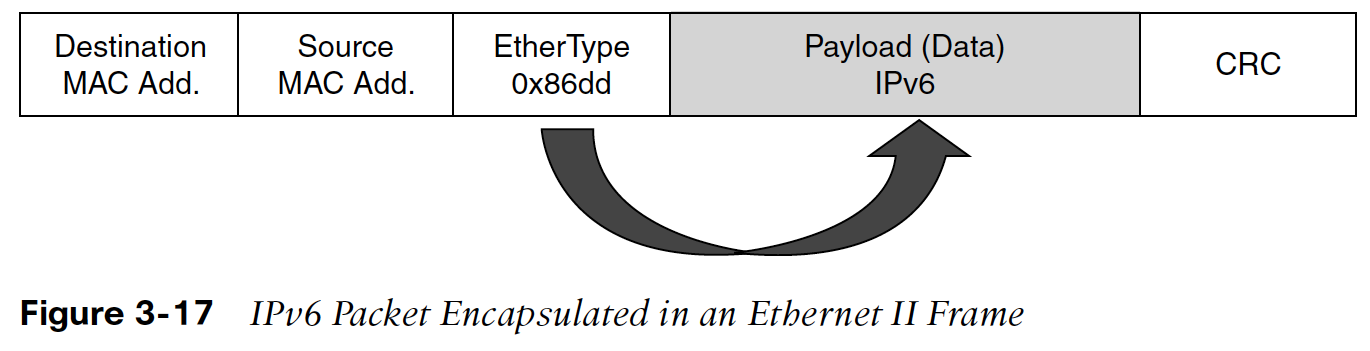 Destination
MAC Add.
Source
MAC Add.
EtherType
0x86dd
Payload (Data)
IPv6
CRC
Figure 3-17 IPv6 Packet Encapsulated in an Ethernet II Frame